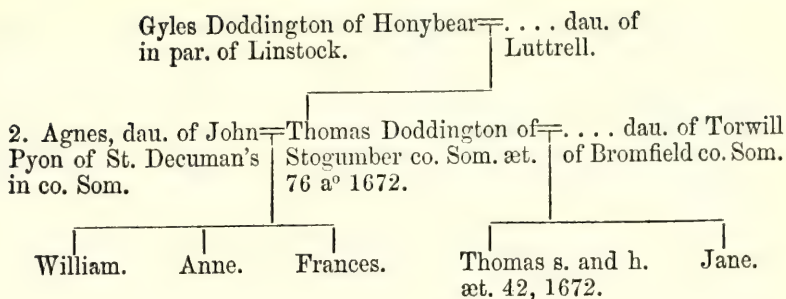 Gyles Doddington of Honybear=.... dau. of
in par. of Linstock. Luttrell.
2. Agnes, dau. of John=Thomas Doddington of=.... dau. of Torwill
Pyon of St. Decuman's Stogumber co. Som. æt. of Bromfield co. Som.
in co. Som. 76 aº 1672.
William. Anne. Frances. Thomas s. and h. Jane.
æt. 42, 1672.